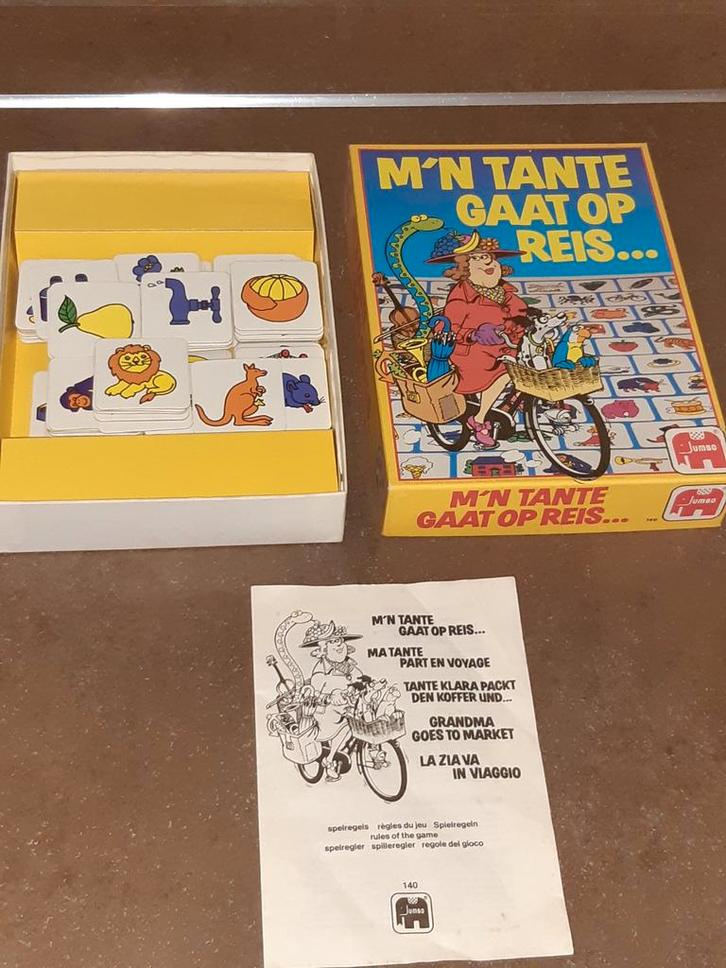 M'N TANTE
GAAT OP
REIS...
Jumbo
M'N TANTE
GAAT OP REIS...
140
Jumbo
M'N TANTE
GAAT OP REIS...
MA TANTE
PART EN VOYAGE
TANTE KLARA PACKT
DEN KOFFER UND...
GRANDMA
GOES TO MARKET
LA ZIA VA
IN VIAGGIO
spelregels règles du jeu Spielregeln
rules of the game
spelregler spilleregler regole del gioco
140
Jumbo